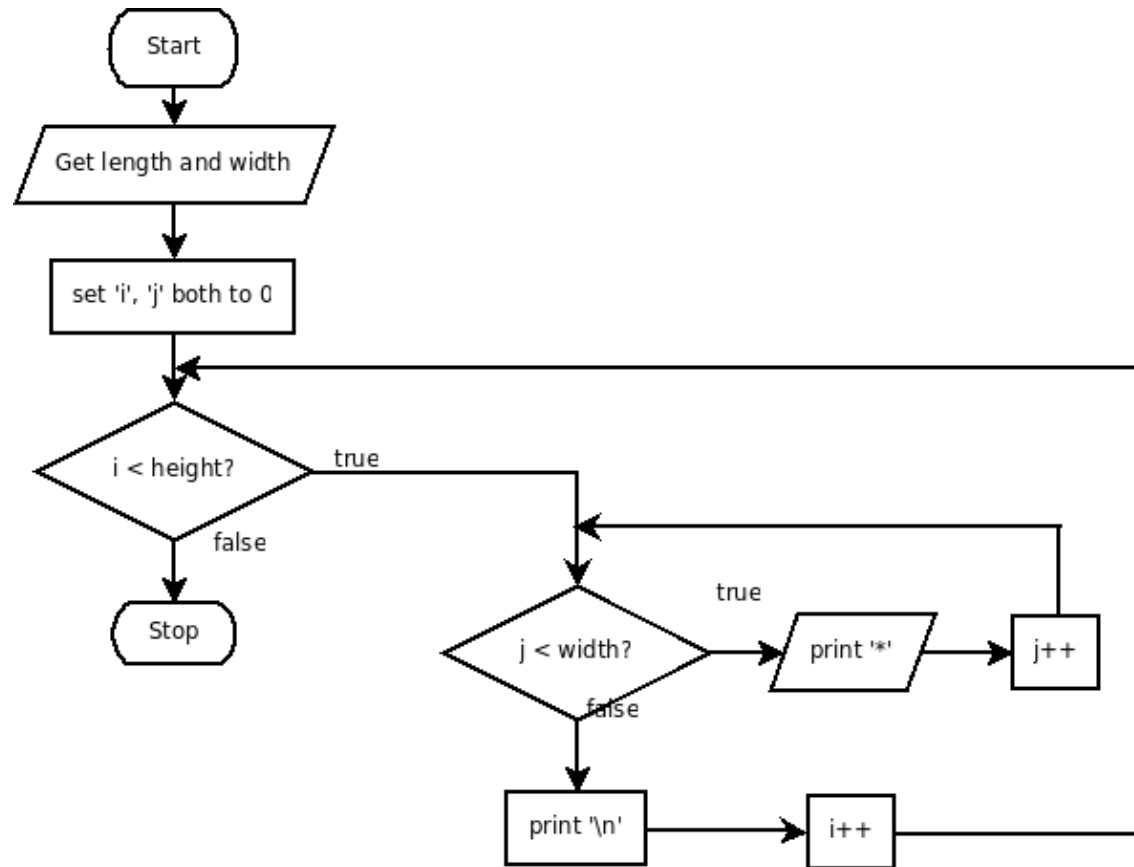 Start
Get length and width
set 'i', 'j' both to 0
i < height?
true
false
Stop
j < width?
true
print '*'
j++
false
print '\n'
i++